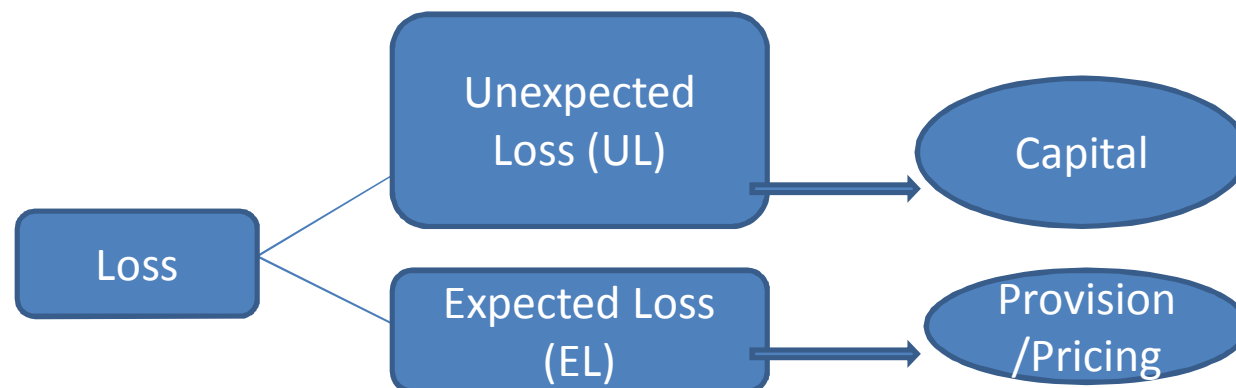 Unexpected
Loss (UL)
Capital
Loss
Expected Loss
(EL)
Provision
/Pricing